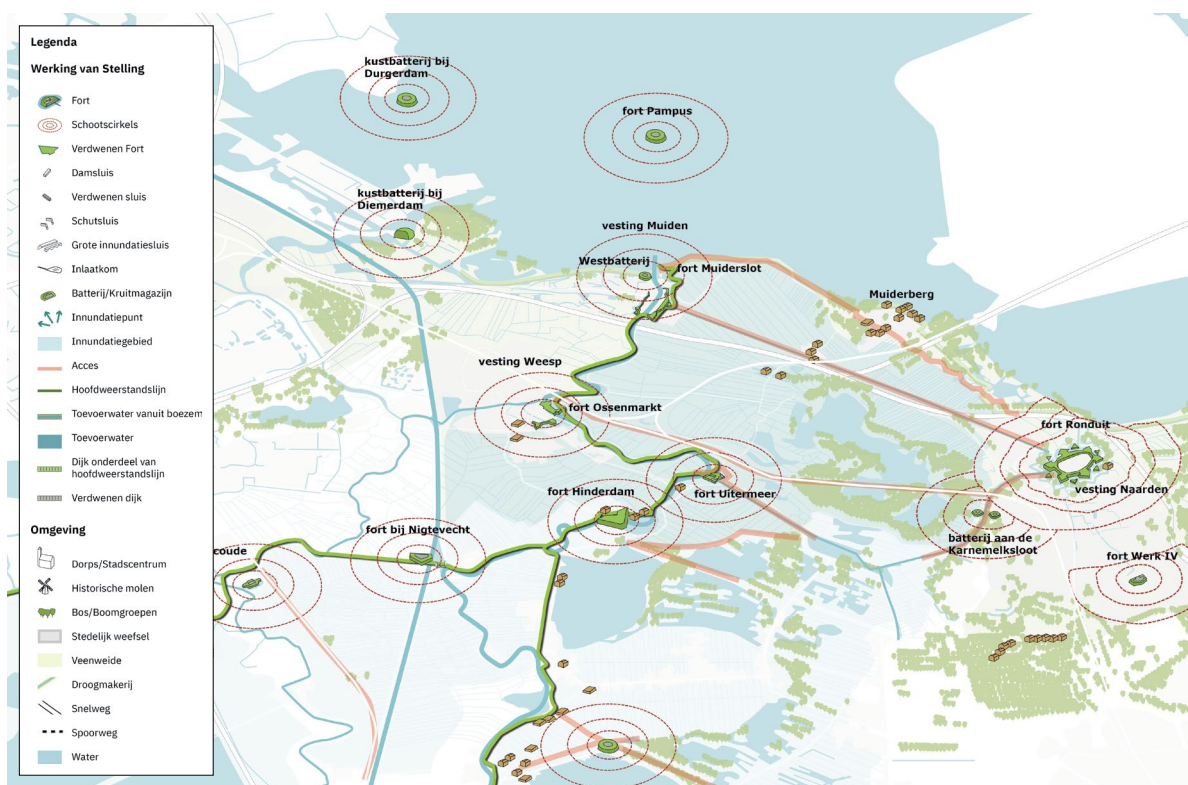 Legenda
Werking van Stelling
Fort
Schootscirkels
Verdwenen Fort
Damsluis
Verdwenen sluis
Schutsluis
Grote innundatiesluis
Inlaatkom
Batterij/Kruitmagazijn
Innundatiepunt
Innundatiegebied
Acces
Hoofdweerstandslijn
Toevoerwater vanuit boezem
Toevoerwater
Dijk onderdeel van
hoofdweerstandslijn
Verdwenen dijk
Omgeving
Dorps/Stadscentrum
Historische molen
Bos/Boomgroepen
Stedelijk weefsel
Veenweide
Droogmakerij
Snelweg
Spoorweg
Water
kustbatterij bij
Durgerdam
fort Pampus
kustbatterij bij
Diemerdam
vesting Muiden
Westbatterij
fort Muiderslot
Muiderberg
vesting Weesp
fort Ossenmarkt
fort Ronduit
vesting Naarden
fort Uitermeer
fort Hinderdam
batterij aan de
Karnemelksloot
fort bij Nigtevecht
fort Werk IV
coude